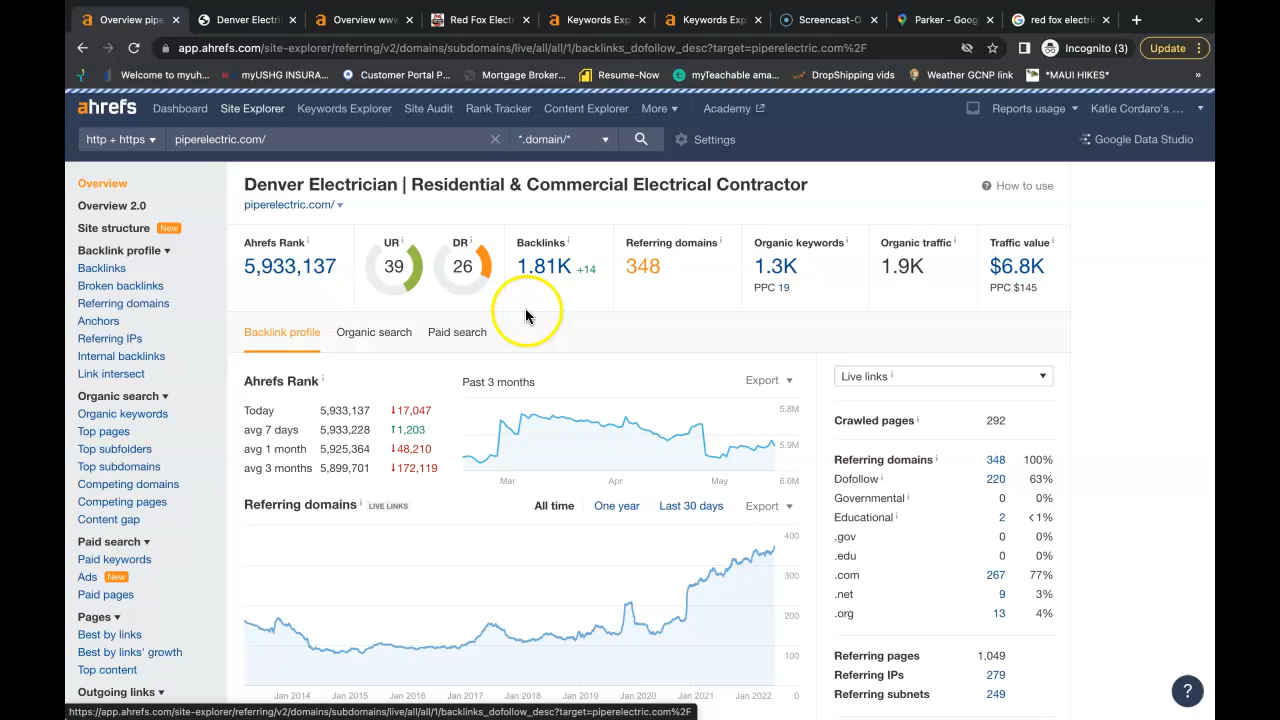 Overview pipe
Denver Electri
Overview www
Red Fox Electr
Keywords Exp
Keywords Exp
Screencast-O
Parker - Goog
red fox electric
app.ahrefs.com/site-explorer/referring/v2/domains/subdomains/live/all/all/1/backlinks_dofollow_desc?target=piperelectric.com%2F
Incognito (3)
Update
Welcome to myuh...
myUSHG INSURA...
Customer Portal P...
Mortgage Broker...
Resume-Now
myTeachable ama...
DropShipping vids
Weather GCNP link
*MAUI HIKES*
»
ahrefs
Dashboard
Site Explorer
Keywords Explorer
Site Audit
Rank Tracker
Content Explorer
More
Academy
Reports usage
Katie Cordaro's ...
http + https
piperelectric.com/
*.domain/*
Settings
Google Data Studio
Overview
Overview 2.0
Site structure New
Backlink profile
Backlinks
Broken backlinks
Referring domains
Anchors
Referring IPs
Internal backlinks
Link intersect
Organic search
Organic keywords
Top pages
Top subfolders
Top subdomains
Competing domains
Competing pages
Content gap
Paid search
Paid keywords
Ads New
Paid pages
Pages
Best by links
Best by links' growth
Top content
Outgoing links
Denver Electrician | Residential & Commercial Electrical Contractor
How to use
piperelectric.com/
Ahrefs Rank
5,933,137
UR
39
DR
26
Backlinks
1.81K +14
Referring domains
348
Organic keywords
1.3K
PPC 19
Organic traffic
1.9K
Traffic value
$6.8K
PPC $145
Backlink profile
Organic search
Paid search
Ahrefs Rank
Today 5,933,137 ↓17,047
avg 7 days 5,933,228 ↑1,203
avg 1 month 5,925,364 ↓48,210
avg 3 months 5,899,701 ↓172,119
Past 3 months
Export
5.8M
5.9M
6.0M
Mar Apr May
Referring domains LIVE LINKS
All time One year Last 30 days Export
400
300
200
100
0
Jan 2014 Jan 2015 Jan 2016 Jan 2017 Jan 2018 Jan 2019 Jan 2020 Jan 2021 Jan 2022
Live links
Crawled pages 292
Referring domains 348 100%
Dofollow 220 63%
Governmental 0 0%
Educational 2 <1%
.gov 0 0%
.edu 0 0%
.com 267 77%
.net 9 3%
.org 13 4%
Referring pages 1,049
Referring IPs 279
Referring subnets 249
?
https://app.ahrefs.com/site-explorer/referring/v2/domains/subdomains/live/all/all/1/backlinks_dofollow_desc?target=piperelectric.com%2F